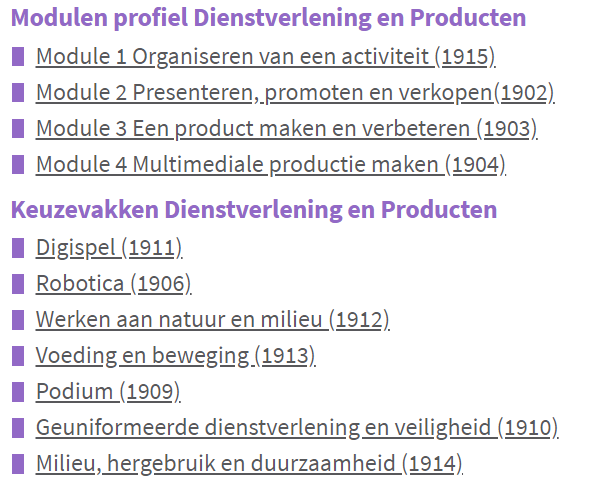 Modulen profiel Dienstverlening en Producten
Module 1 Organiseren van een activiteit (1915)
Module 2 Presenteren, promoten en verkopen(1902)
Module 3 Een product maken en verbeteren (1903)
Module 4 Multimediale productie maken (1904)
Keuzevakken Dienstverlening en Producten
Digispel (1911)
Robotica (1906)
Werken aan natuur en milieu (1912)
Voeding en beweging (1913)
Podium (1909)
Geuniformeerde dienstverlening en veiligheid (1910)
Milieu, hergebruik en duurzaamheid (1914)